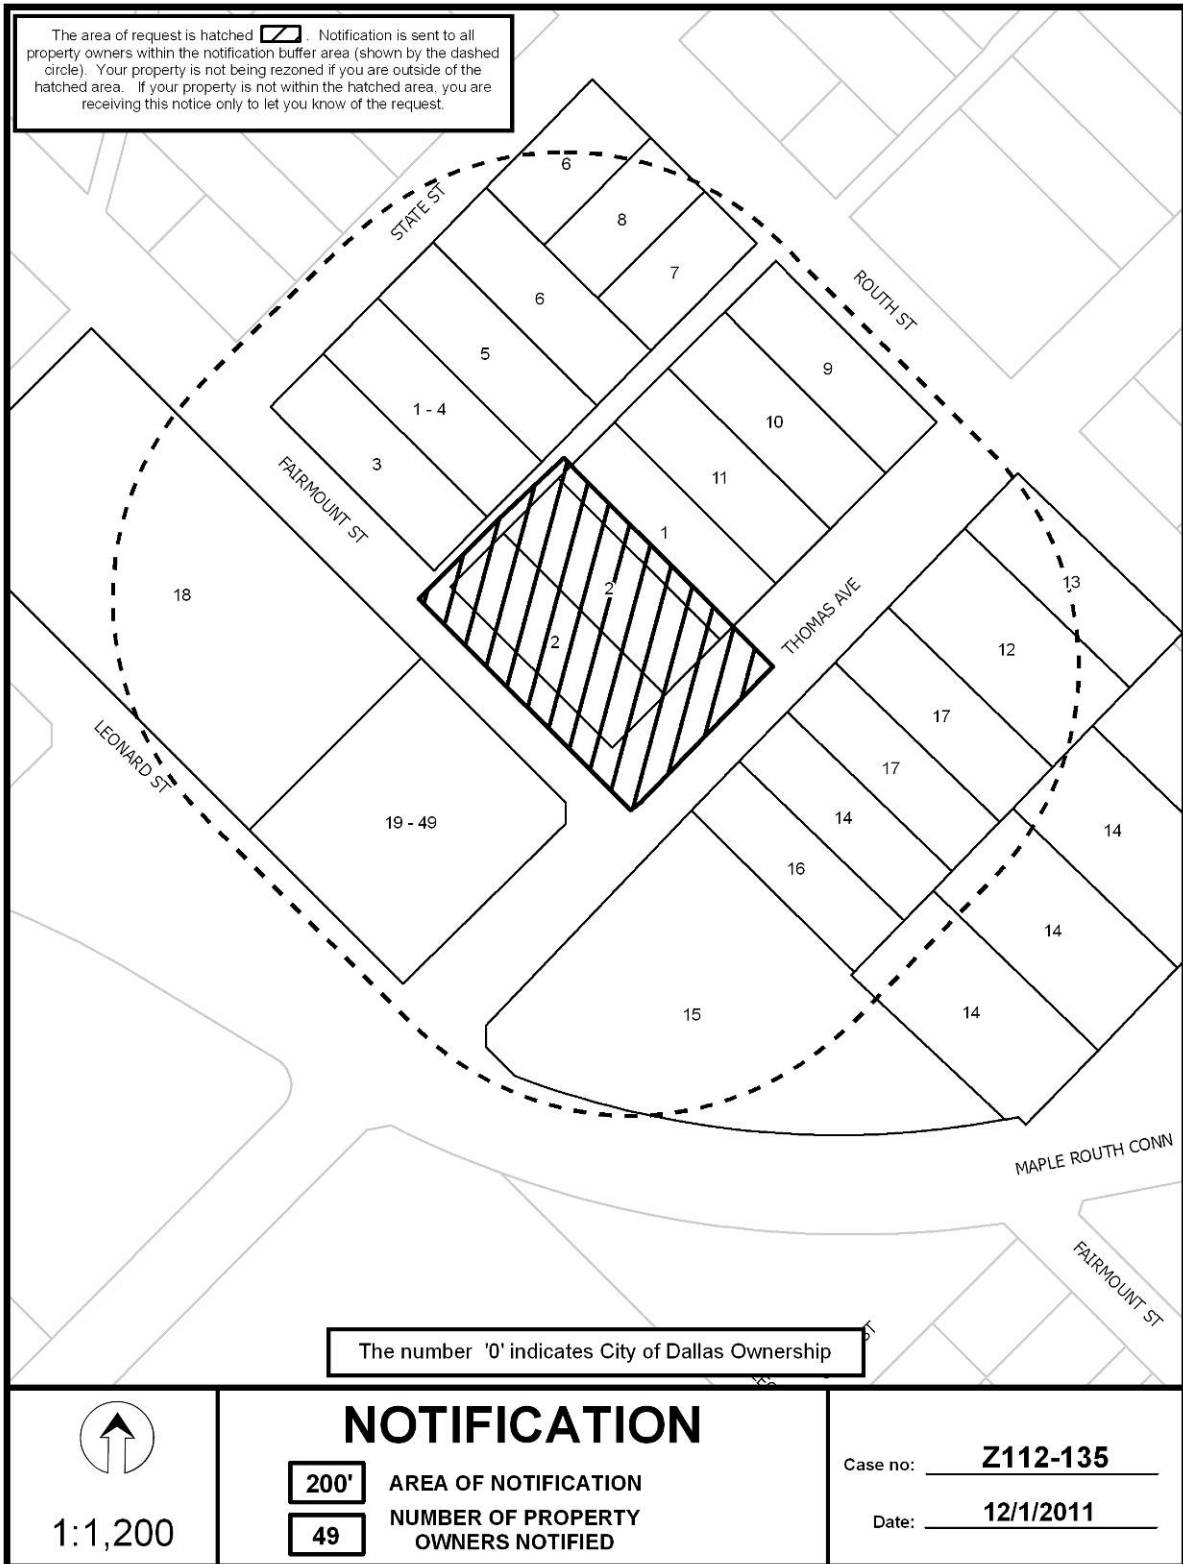 The area of request is hatched . Notification is sent to all
property owners within the notification buffer area (shown by the dashed
circle). Your property is not being rezoned if you are outside of the
hatched area. If your property is not within the hatched area, you are
receiving this notice only to let you know of the request.
6
STATE ST
8
7
6
ROUTH ST
5
9
1 - 4
10
3
11
FAIRMOUNT ST
1
2
13
THOMAS AVE
18
2
12
17
LEONARD ST
17
14
19 - 49
14
16
14
15
14
MAPLE ROUTH CONN
FAIRMOUNT ST
ST
The number '0' indicates City of Dallas Ownership
1:1,200
NOTIFICATION
200' AREA OF NOTIFICATION
49 NUMBER OF PROPERTY
OWNERS NOTIFIED
Case no: Z112-135
Date: 12/1/2011